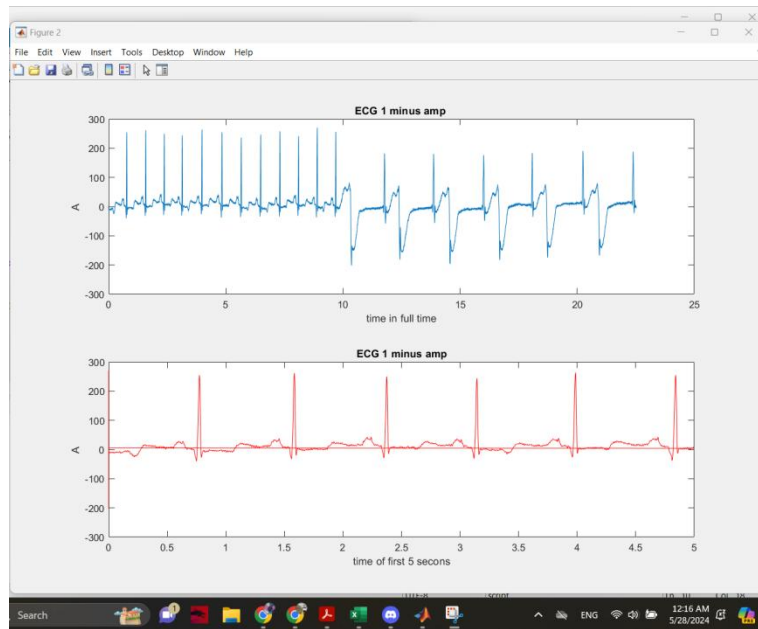 Figure 2
File Edit View Insert Tools Desktop Window Help
ECG 1 minus amp
300
200
100
0
-100
-200
-300
A
0 5 10 15 20 25
time in full time
ECG 1 minus amp
300
200
100
0
-100
-200
-300
A
0 0.5 1 1.5 2 2.5 3 3.5 4 4.5 5
time of first 5 secons
UTF-8 script
Search
ENG
12:16 AM
5/28/2024